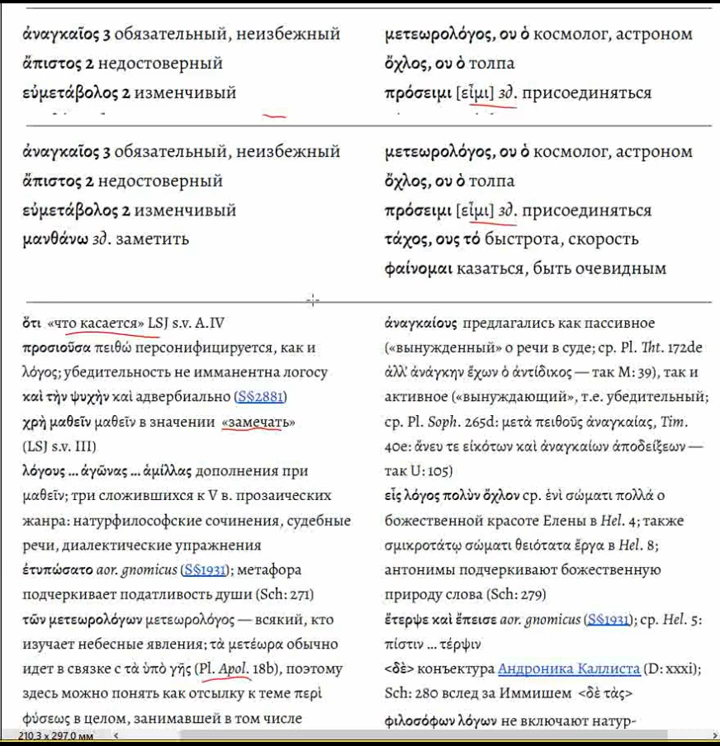 ἀναγκαῖος 3 обязательный, неизбежный
ἄπιστος 2 недостоверный
εὐμετάβολος 2 изменчивый
μετεωρολόγος, ου ὁ космолог, астроном
ὄχλος, ου ὁ толпа
πρόσειμι [εἶμι] зд. присоединяться
ἀναγκαῖος 3 обязательный, неизбежный
ἄπιστος 2 недостоверный
εὐμετάβολος 2 изменчивый
μανθάνω зд. заметить
μετεωρολόγος, ου ὁ космолог, астроном
ὄχλος, ου ὁ толпа
πρόσειμι [εἶμι] зд. присоединяться
τάχος, ους τό быстрота, скорость
φαίνομαι казаться, быть очевидным
ὅτι «что касается» LSJ s.v. A.IV
προσιοῦσα πειθώ персонифицируется, как и
λόγος; убедительность не имманентна логосу
καὶ τὴν ψυχὴν καὶ адвербиально (S§2881)
χρὴ μαθεῖν μαθεῖν в значении «замечать»
(LSJ s.v. III)
λόγους ... ἀγῶνας ... ἁμίλλας дополнения при
μαθεῖν; три сложившихся к V в. прозаических
жанра: натурфилософские сочинения, судебные
речи, диалектические упражнения
ἐτυπώσατο aor. gnomicus (S§1931); метафора
подчеркивает податливость души (Sch: 271)
τῶν μετεωρολόγων μετεωρολόγος — всякий, кто
изучает небесные явления; τὰ μετέωρα обычно
идет в связке с τὰ ὑπὸ γῆς (Pl. Apol. 18b), поэтому
здесь можно понять как отсылку к теме περὶ
φύσεως в целом, занимавшей в том числе
ἀναγκαίους предлагались как пассивное
(«вынужденный» о речи в суде; ср. Pl. Tht. 172de
ἀλλ' ἀνάγκην ἔχων ὁ ἀντίδικος — так M: 39), так и
активное («вынуждающий», т.е. убедительный;
ср. Pl. Soph. 265d: μετὰ πειθοῦς ἀναγκαίας, Tim.
40e: ἄνευ τε εἰκότων καὶ ἀναγκαίων ἀποδείξεων —
так U: 105)
εἷς λόγος πολὺν ὄχλον ср. ἑνὶ σώματι πολλά о
божественной красоте Елены в Hel. 4; также
σμικροτάτῳ σώματι θειότατα ἔργα в Hel. 8;
антонимы подчеркивают божественную
природу слова (Sch: 279)
ἔτερψε καὶ ἔπεισε aor. gnomicus (S§1931); ср. Hel. 5:
πίστιν ... τέρψιν
<δὲ> конъектура Андроника Каллиста (D: xxxi);
Sch: 280 вслед за Иммишем <δὲ τὰς>
φιλοσόφων λόγων не включают натур-
210,3 x 297,0 мм